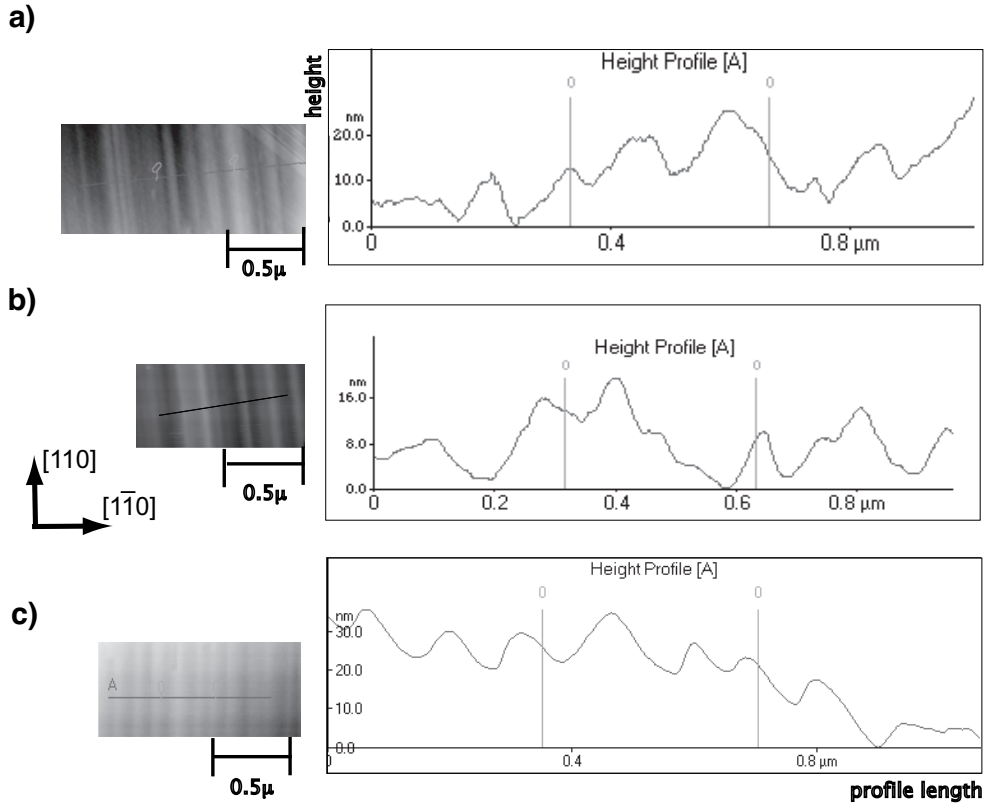 a)
height
Height Profile [A]
0 0
nm
20.0
10.0
0.0
0 0.4 0.8 μm
0.5μ
b)
Height Profile [A]
0 0
nm
16.0
8.0
0.0
0 0.2 0.4 0.6 0.8 μm
0.5μ
[110]
[11̅0]
c)
Height Profile [A]
0 0
nm
30.0
20.0
10.0
0.0
0 0.4 0.8 μm
A
0.5μ
profile length